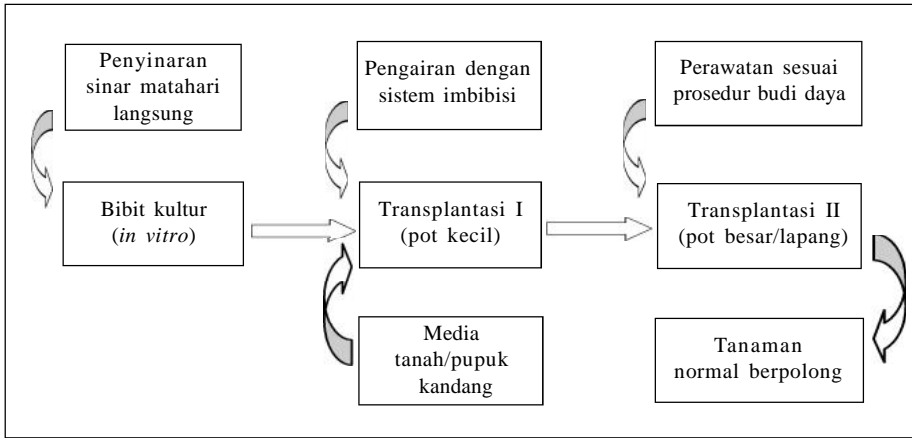 Penyinaran
sinar matahari
langsung
Pengairan dengan
sistem imbibisi
Perawatan sesuai
prosedur budi daya
Bibit kultur
(in vitro)
Transplantasi I
(pot kecil)
Transplantasi II
(pot besar/lapang)
Media
tanah/pupuk
kandang
Tanaman
normal berpolong